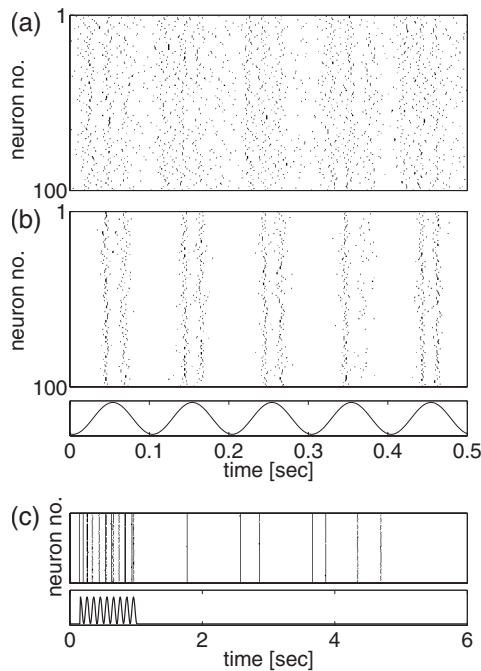 (a)
1
neuron no.
100
(b)
1
neuron no.
100
0 0.1 0.2 0.3 0.4 0.5
time [sec]
(c)
neuron no.
0 2 4 6
time [sec]